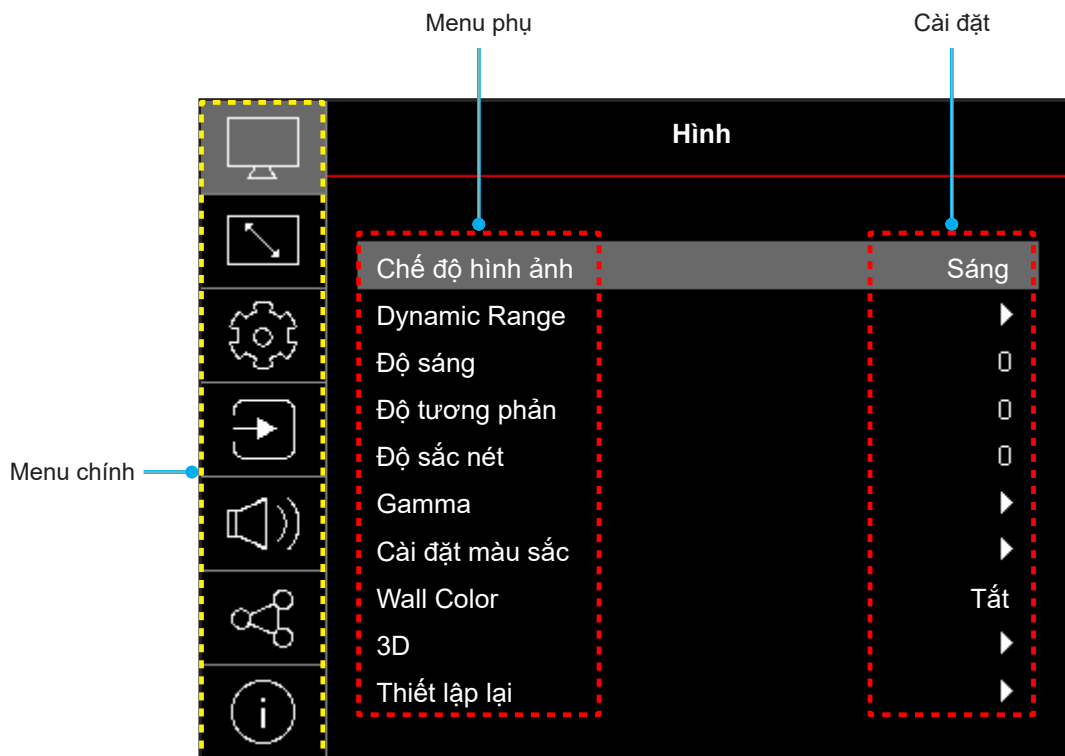 Menu phụ Cài đặt
Hình
Chế độ hình ảnh Sáng
Dynamic Range
Độ sáng 0
Độ tương phản 0
Độ sắc nét 0
Menu chính
Gamma
Cài đặt màu sắc
Wall Color Tắt
3D
Thiết lập lại
i